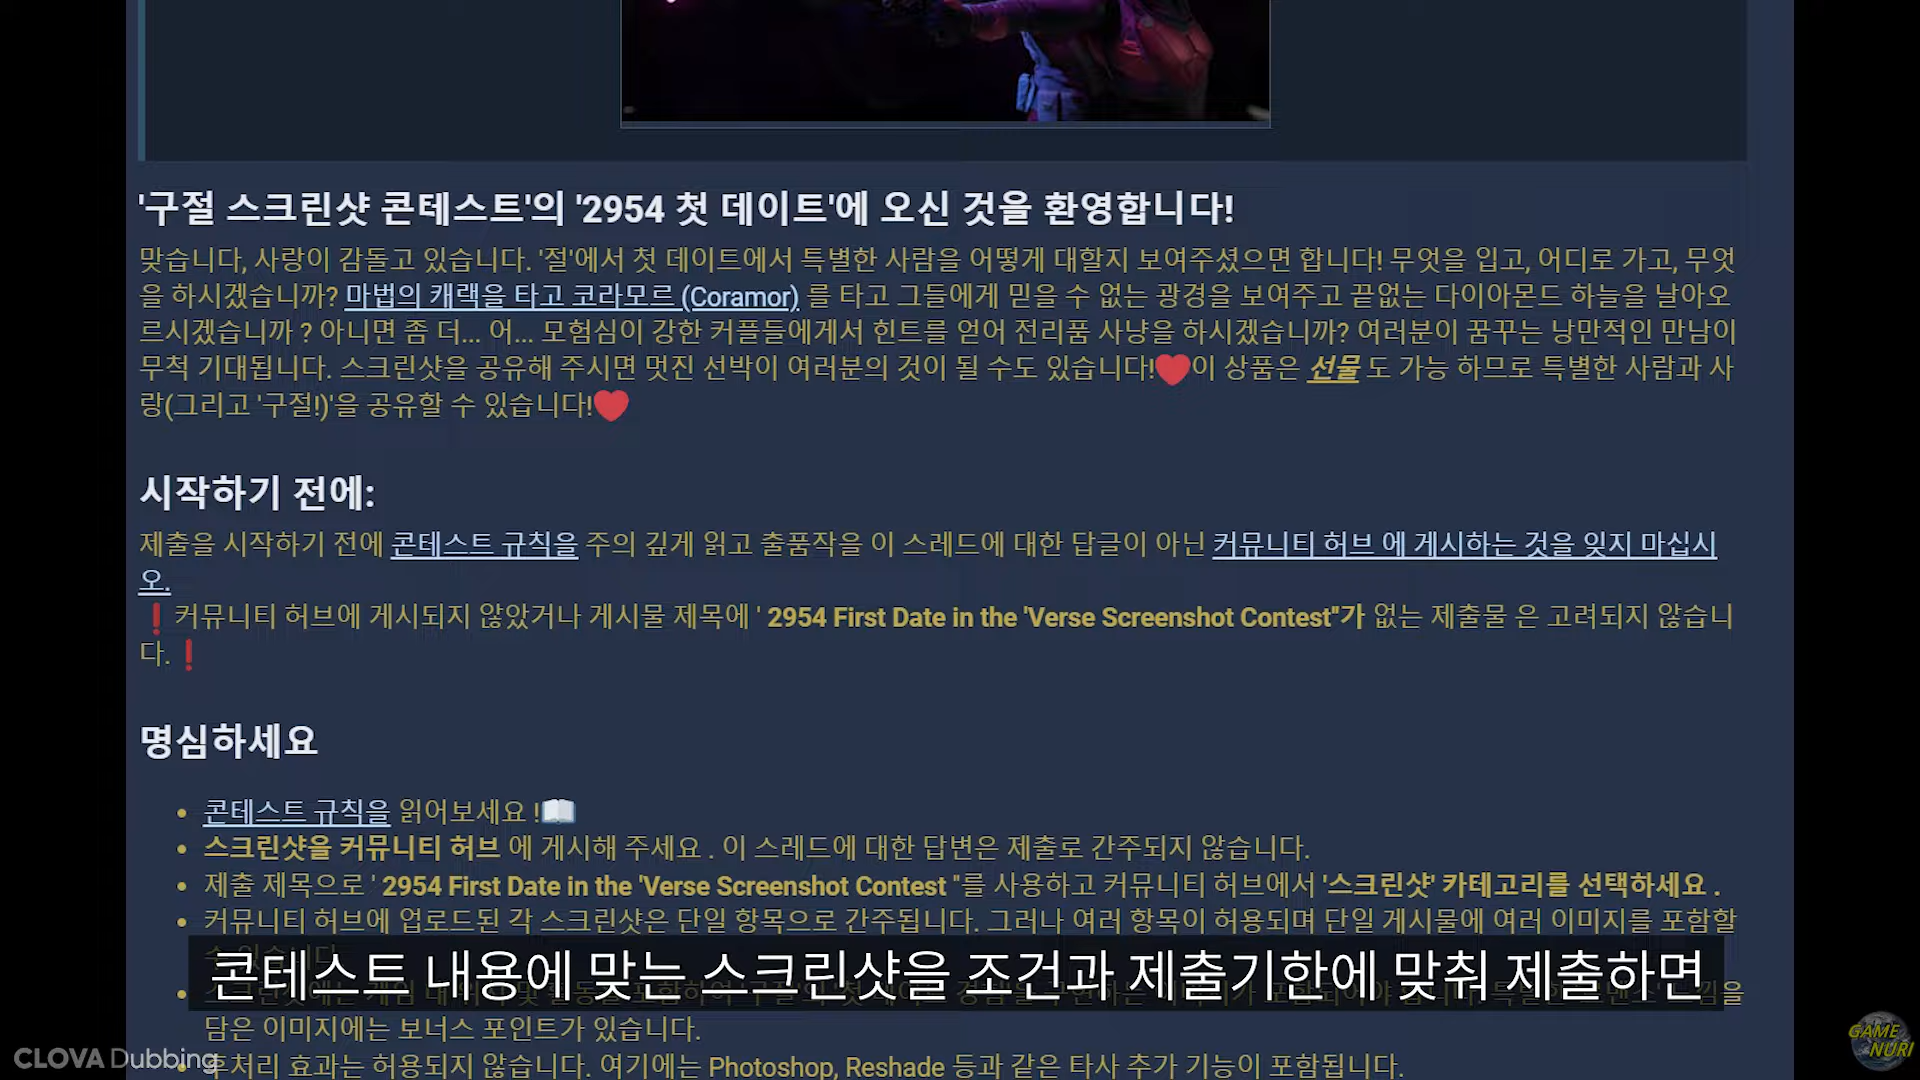 '구절 스크린샷 콘테스트'의 '2954 첫 데이트'에 오신 것을 환영합니다!
맞습니다, 사랑이 감돌고 있습니다. '절'에서 첫 데이트에서 특별한 사람을 어떻게 대할지 보여주셨으면 합니다! 무엇을 입고, 어디로 가고, 무엇
을 하시겠습니까? 마법의 캐랙을 타고 코라모르 (Coramor) 를 타고 그들에게 믿을 수 없는 광경을 보여주고 끝없는 다이아몬드 하늘을 날아오
르시겠습니까 ? 아니면 좀 더... 어... 모험심이 강한 커플들에게서 힌트를 얻어 전리품 사냥을 하시겠습니까? 여러분이 꿈꾸는 낭만적인 만남이
무척 기대됩니다. 스크린샷을 공유해 주시면 멋진 선박이 여러분의 것이 될 수도 있습니다!❤️이 상품은 선물 도 가능 하므로 특별한 사람과 사
랑(그리고 '구절!)'을 공유할 수 있습니다!❤️
시작하기 전에:
제출을 시작하기 전에 콘테스트 규칙을 주의 깊게 읽고 출품작을 이 스레드에 대한 답글이 아닌 커뮤니티 허브 에 게시하는 것을 잊지 마십시
오.
❗ 커뮤니티 허브에 게시되지 않았거나 게시물 제목에 ' 2954 First Date in the 'Verse Screenshot Contest"가 없는 제출물 은 고려되지 않습니
다. ❗
명심하세요
• 콘테스트 규칙을 읽어보세요 !📖
• 스크린샷을 커뮤니티 허브 에 게시해 주세요 . 이 스레드에 대한 답변은 제출로 간주되지 않습니다.
• 제출 제목으로 ' 2954 First Date in the 'Verse Screenshot Contest "를 사용하고 커뮤니티 허브에서 '스크린샷' 카테고리를 선택하세요 .
• 커뮤니티 허브에 업로드된 각 스크린샷은 단일 항목으로 간주됩니다. 그러나 여러 항목이 허용되며 단일 게시물에 여러 이미지를 포함할
콘테스트 내용에 맞는 스크린샷을 조건과 제출기한에 맞춰 제출하면
담은 이미지에는 보너스 포인트가 있습니다.
• 후처리 효과는 허용되지 않습니다. 여기에는 Photoshop, Reshade 등과 같은 타사 추가 기능이 포함됩니다.
CLOVA Dubbing
GAME
NURI